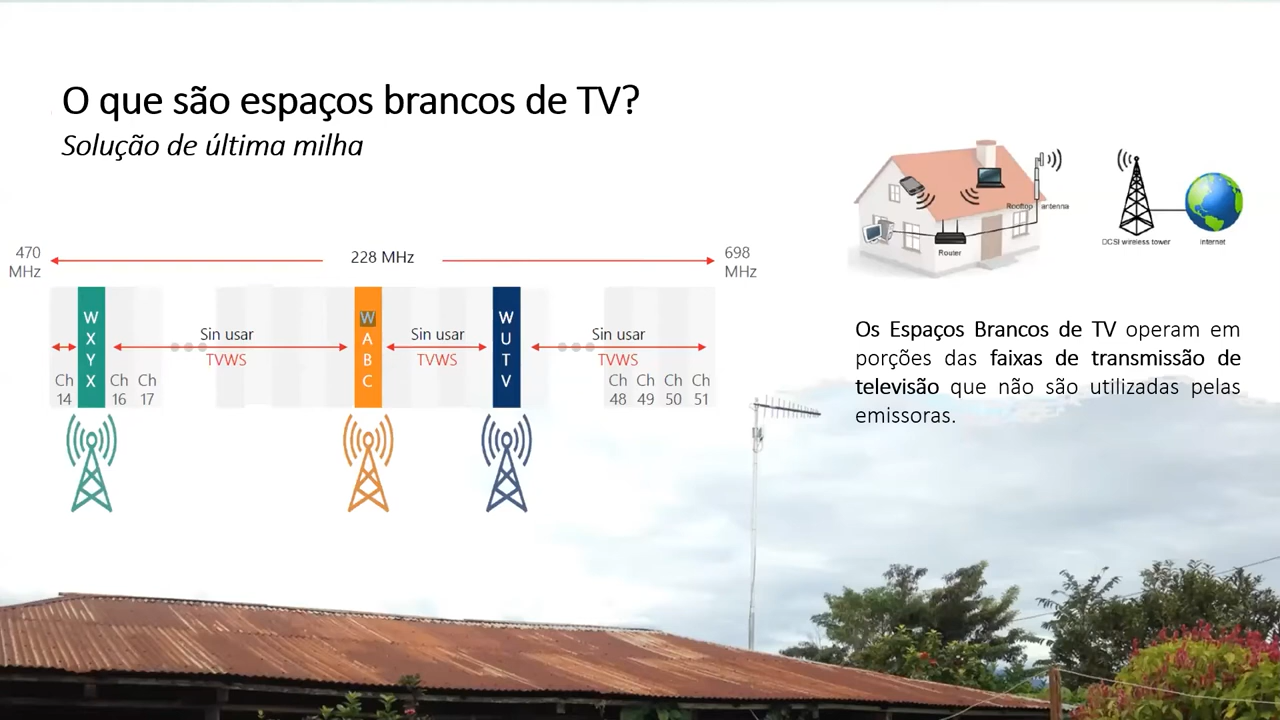 O que são espaços brancos de TV?
Solução de última milha
470
MHz
228 MHz
698
MHz
W
X
Y
X
W
A
B
C
W
U
T
V
Sin usar
TVWS
Sin usar
TVWS
Sin usar
TVWS
Ch
14
Ch
16
Ch
17
Ch
48
Ch
49
Ch
50
Ch
51
Rooftop antenna
Router
DCSI wireless tower
Internet
Os Espaços Brancos de TV operam em
porções das faixas de transmissão de
televisão que não são utilizadas pelas
emissoras.